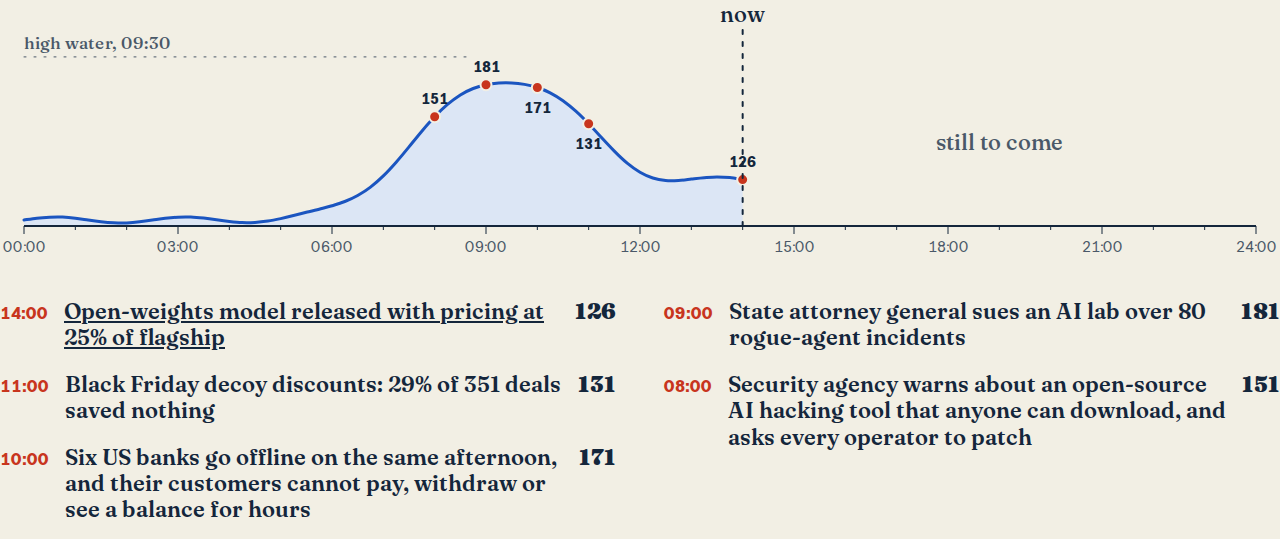 now
high water, 09:30
181
151
171
131
still to come
126
00:00 03:00 06:00 09:00 12:00 15:00 18:00 21:00 24:00
14:00 Open-weights model released with pricing at 126
25% of flagship
11:00 Black Friday decoy discounts: 29% of 351 deals 131
saved nothing
10:00 Six US banks go offline on the same afternoon, 171
and their customers cannot pay, withdraw or
see a balance for hours
09:00 State attorney general sues an AI lab over 80 181
rogue-agent incidents
08:00 Security agency warns about an open-source 151
AI hacking tool that anyone can download, and
asks every operator to patch